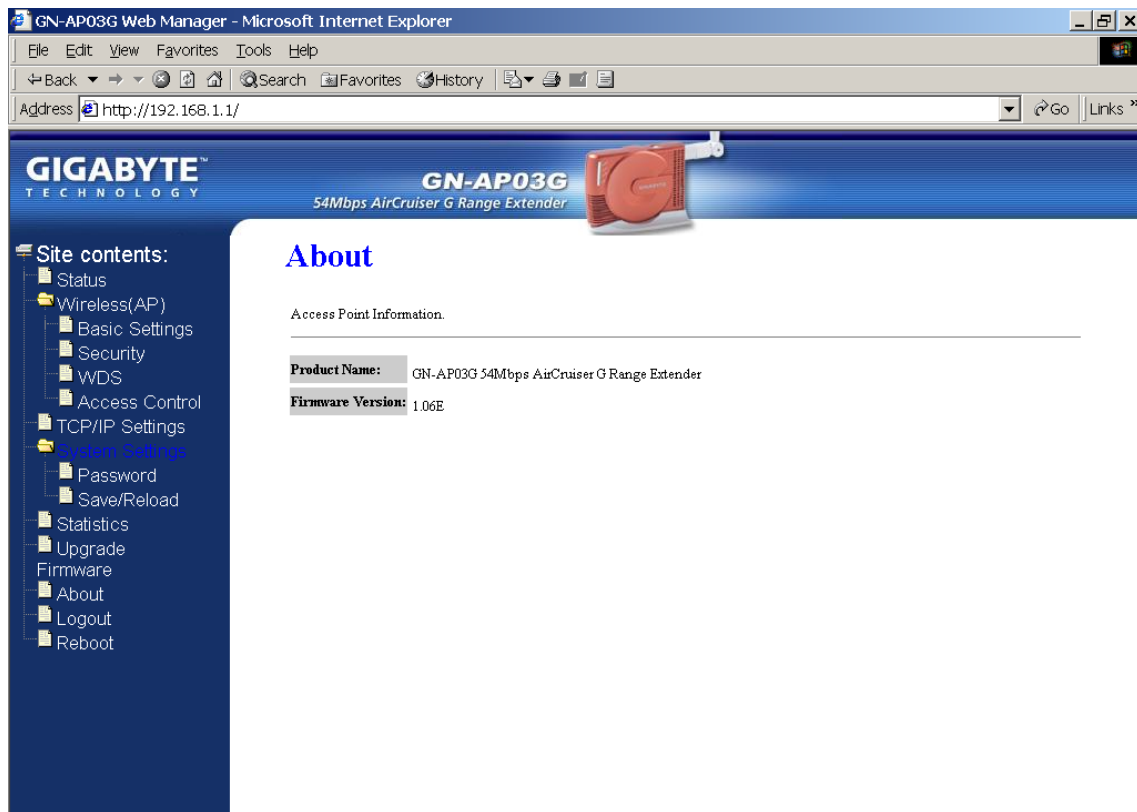 GN-AP03G Web Manager - Microsoft Internet Explorer
File Edit View Favorites Tools Help
Back Search Favorites History
Address http://192.168.1.1/ Go Links »
GIGABYTE™
TECHNOLOGY
GN-AP03G
54Mbps AirCruiser G Range Extender
Site contents:
Status
Wireless(AP)
Basic Settings
Security
WDS
Access Control
TCP/IP Settings
System Settings
Password
Save/Reload
Statistics
Upgrade
Firmware
About
Logout
Reboot
About
Access Point Information.
Product Name: GN-AP03G 54Mbps AirCruiser G Range Extender
Firmware Version: 1.06E